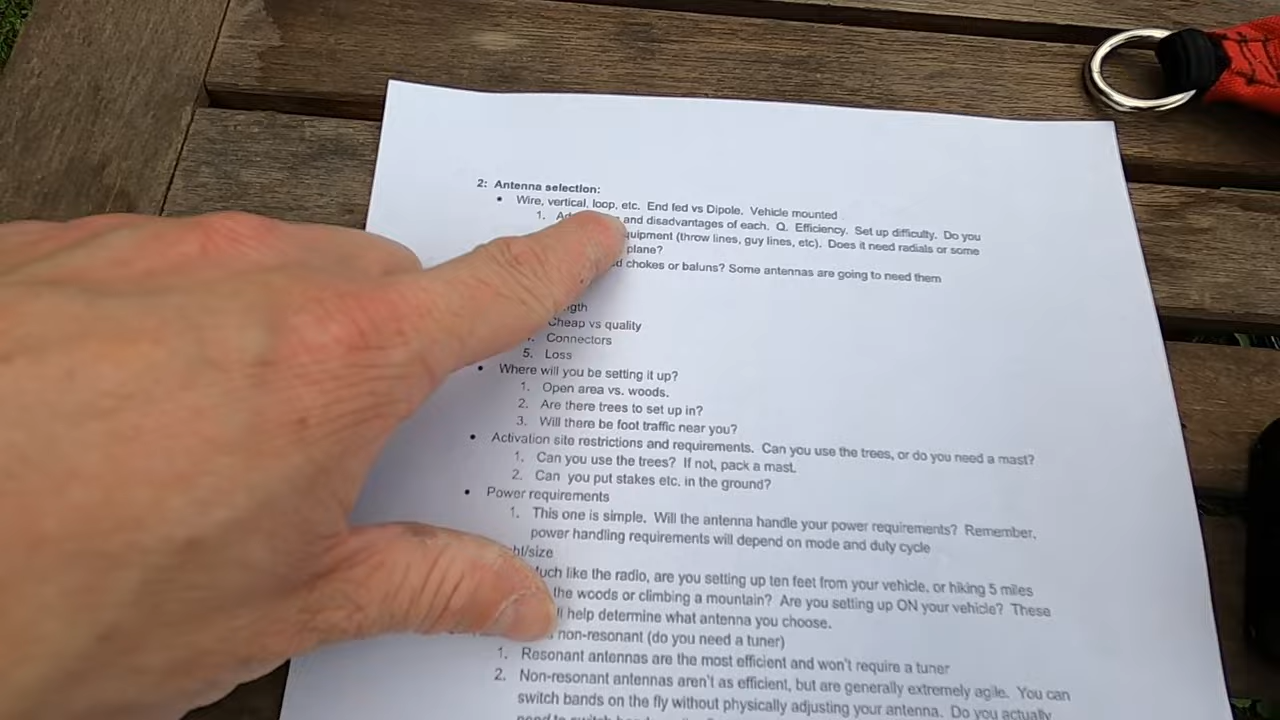 2: Antenna selection:
• Wire, vertical, loop, etc. End fed vs Dipole. Vehicle mounted
1. and disadvantages of each. Q. Efficiency. Set up difficulty. Do you
(throw lines, guy lines, etc). Does it need radials or some
plane?
chokes or baluns? Some antennas are going to need them
Cheap vs quality
Connectors
5. Loss
• Where will you be setting it up?
1. Open area vs. woods.
2. Are there trees to set up in?
3. Will there be foot traffic near you?
• Activation site restrictions and requirements. Can you use the trees, or do you need a mast?
1. Can you use the trees? If not, pack a mast.
2. Can you put stakes etc. in the ground?
• Power requirements
1. This one is simple. Will the antenna handle your power requirements? Remember,
power handling requirements will depend on mode and duty cycle
/size
Much like the radio, are you setting up ten feet from your vehicle, or hiking 5 miles
the woods or climbing a mountain? Are you setting up ON your vehicle? These
help determine what antenna you choose.
non-resonant (do you need a tuner)
1. Resonant antennas are the most efficient and won't require a tuner
2. Non-resonant antennas aren't as efficient, but are generally extremely agile. You can
switch bands on the fly without physically adjusting your antenna. Do you actually
need to switch